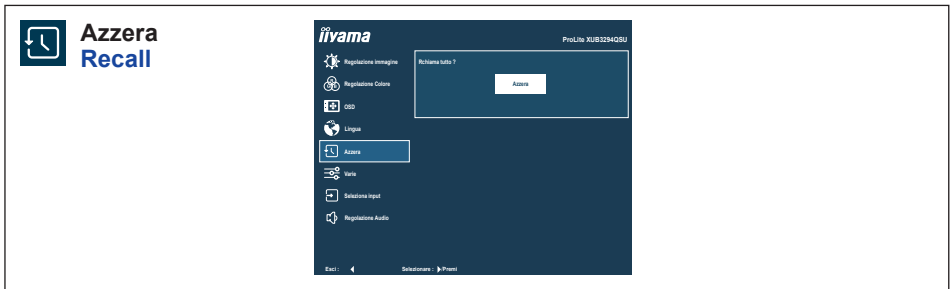 Azzera
Recall
iiyama
ProLite XUB3294QSU
Regolazione immagine
Rchiama tutto ?
Regolazione Colore
Azzera
OSD
Lingua
Azzera
Varie
Seleziona input
Regolazione Audio
Esci :
Selezionare : /Premi